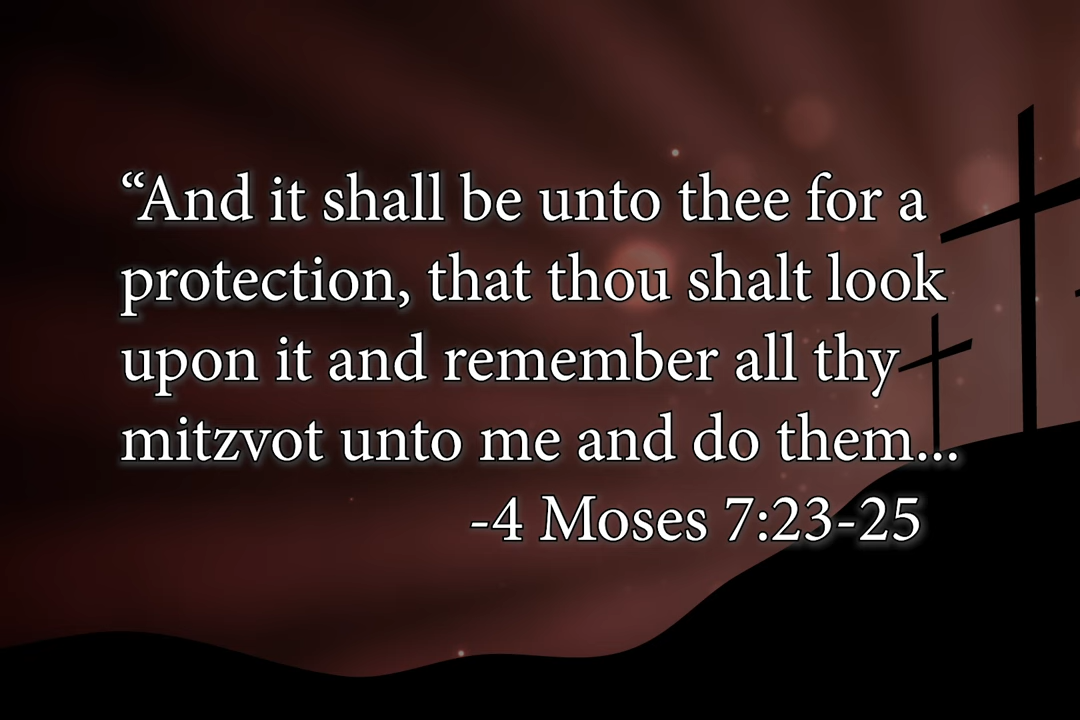 “And it shall be unto thee for a
protection, that thou shalt look
upon it and remember all thy
mitzvot unto me and do them...
-4 Moses 7:23-25